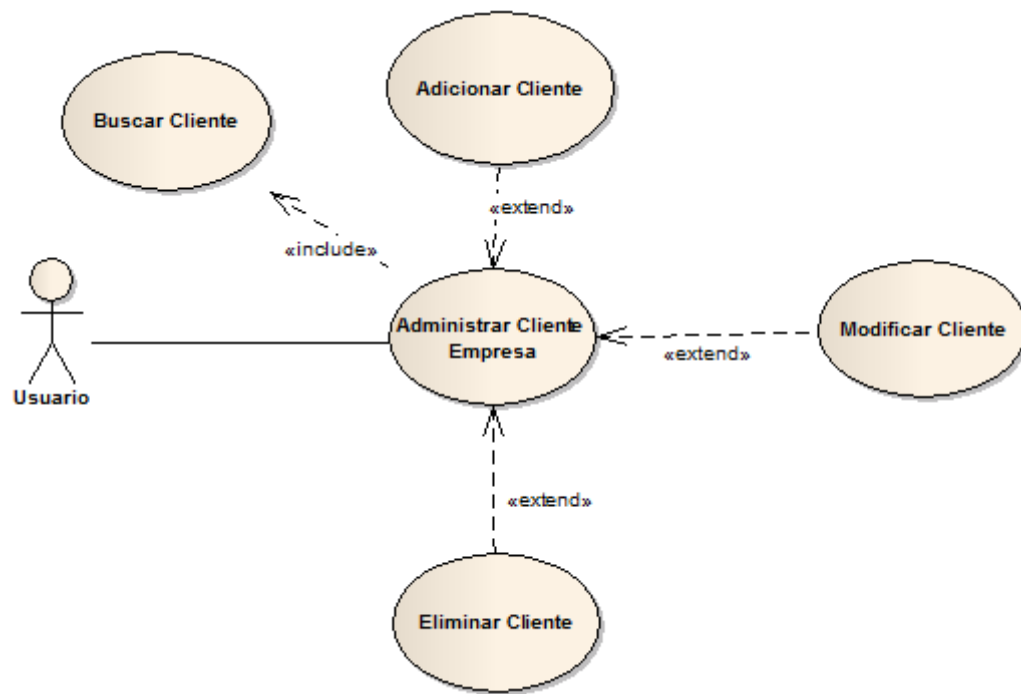 Adicionar Cliente
Buscar Cliente
«extend»
«include»
Administrar Cliente
Empresa
Modificar Cliente
«extend»
Usuario
«extend»
Eliminar Cliente